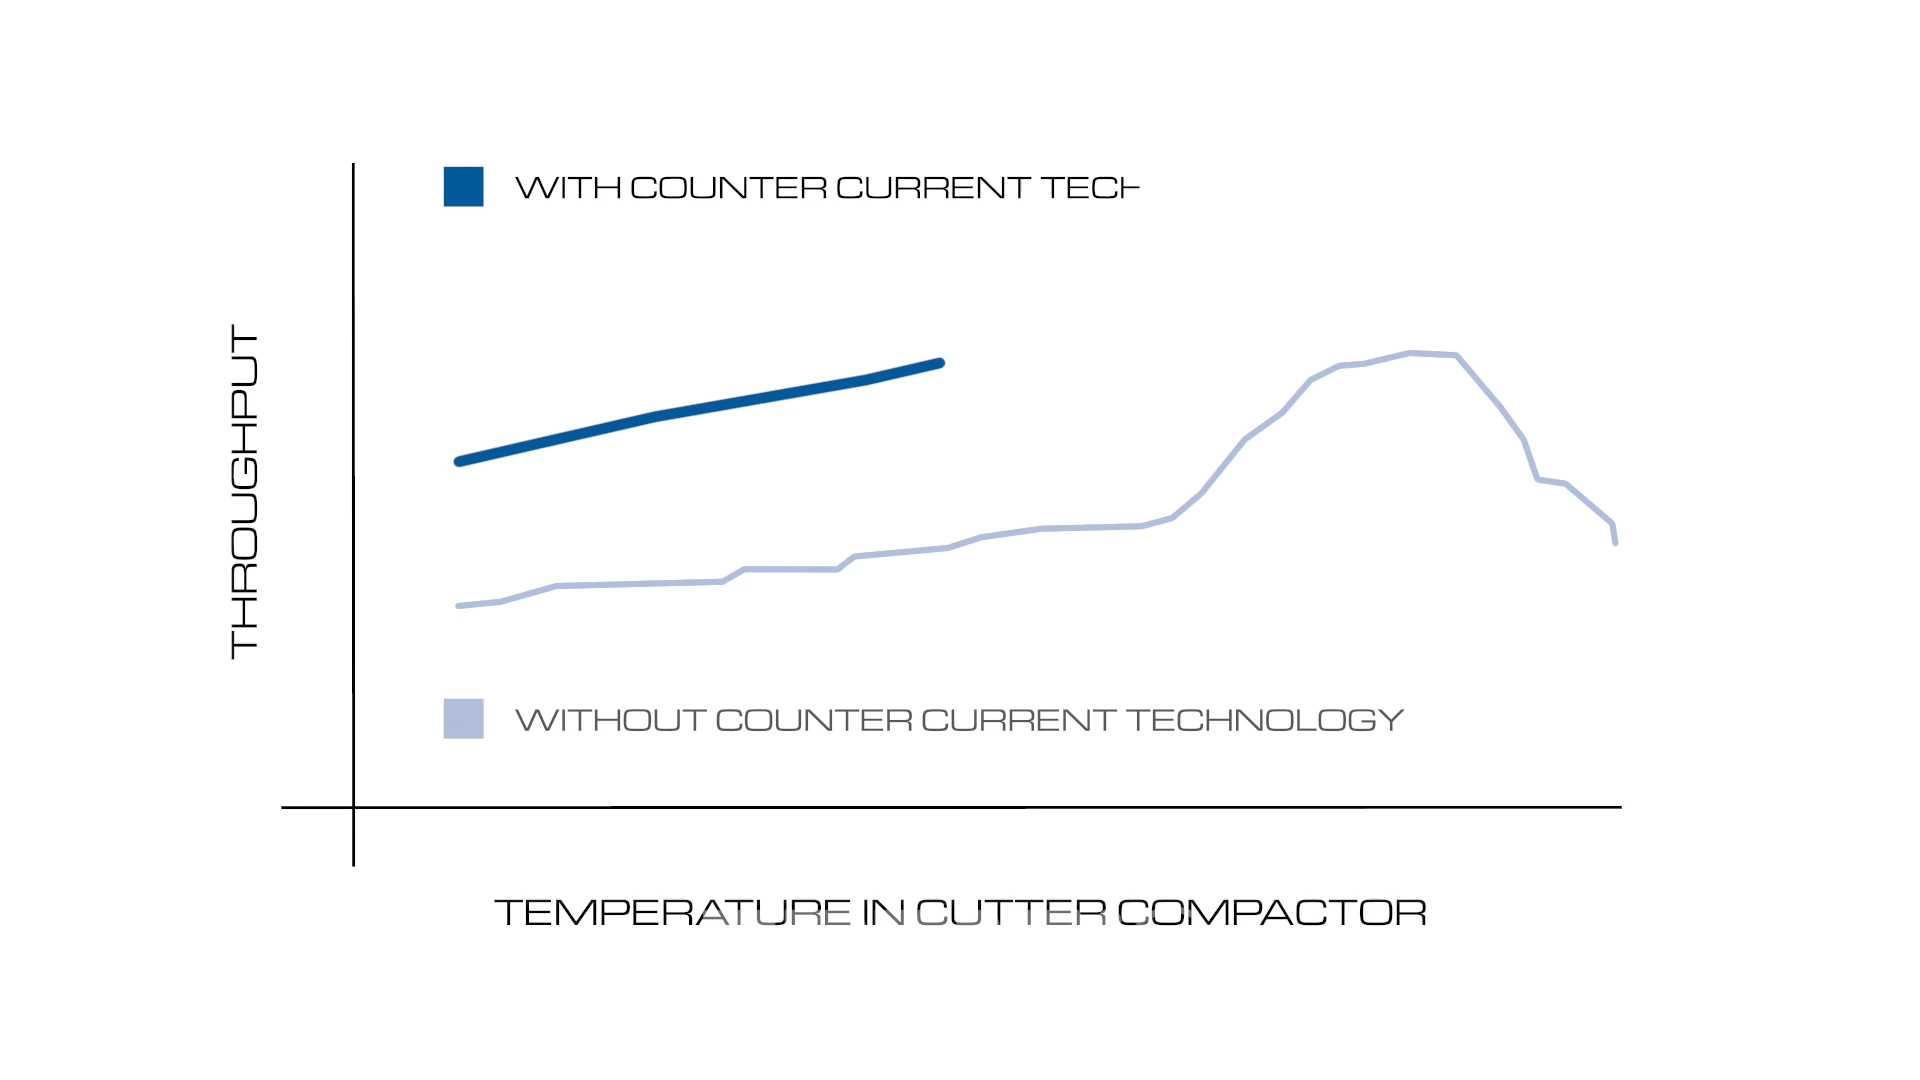 WITH COUNTER CURRENT TECH
THROUGHPUT
WITHOUT COUNTER CURRENT TECHNOLOGY
TEMPERATURE IN CUTTER COMPACTOR